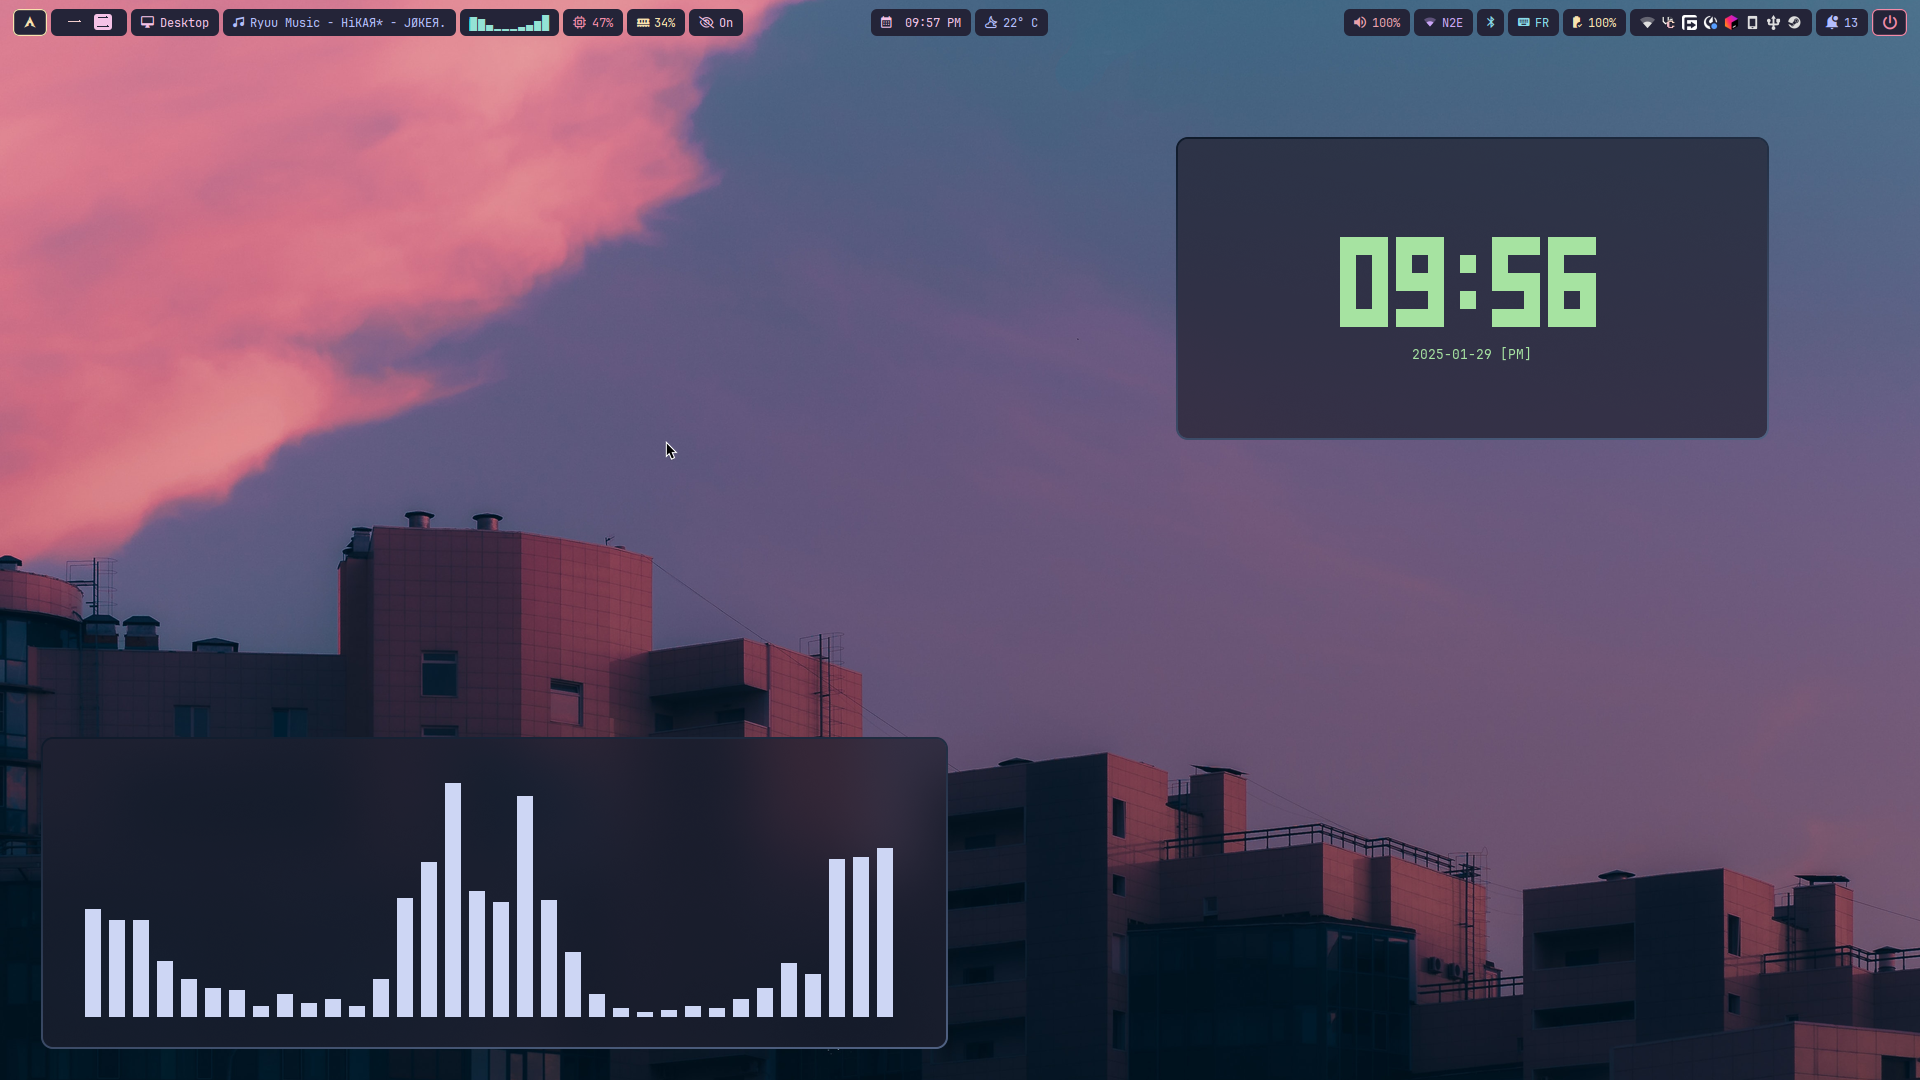 Desktop
Ryuu Music - HiKAЯ* - JØKEЯ.
47%
34%
On
09:57 PM
22° C
100%
N2E
FR
100%
13
09:56
2025-01-29 [PM]